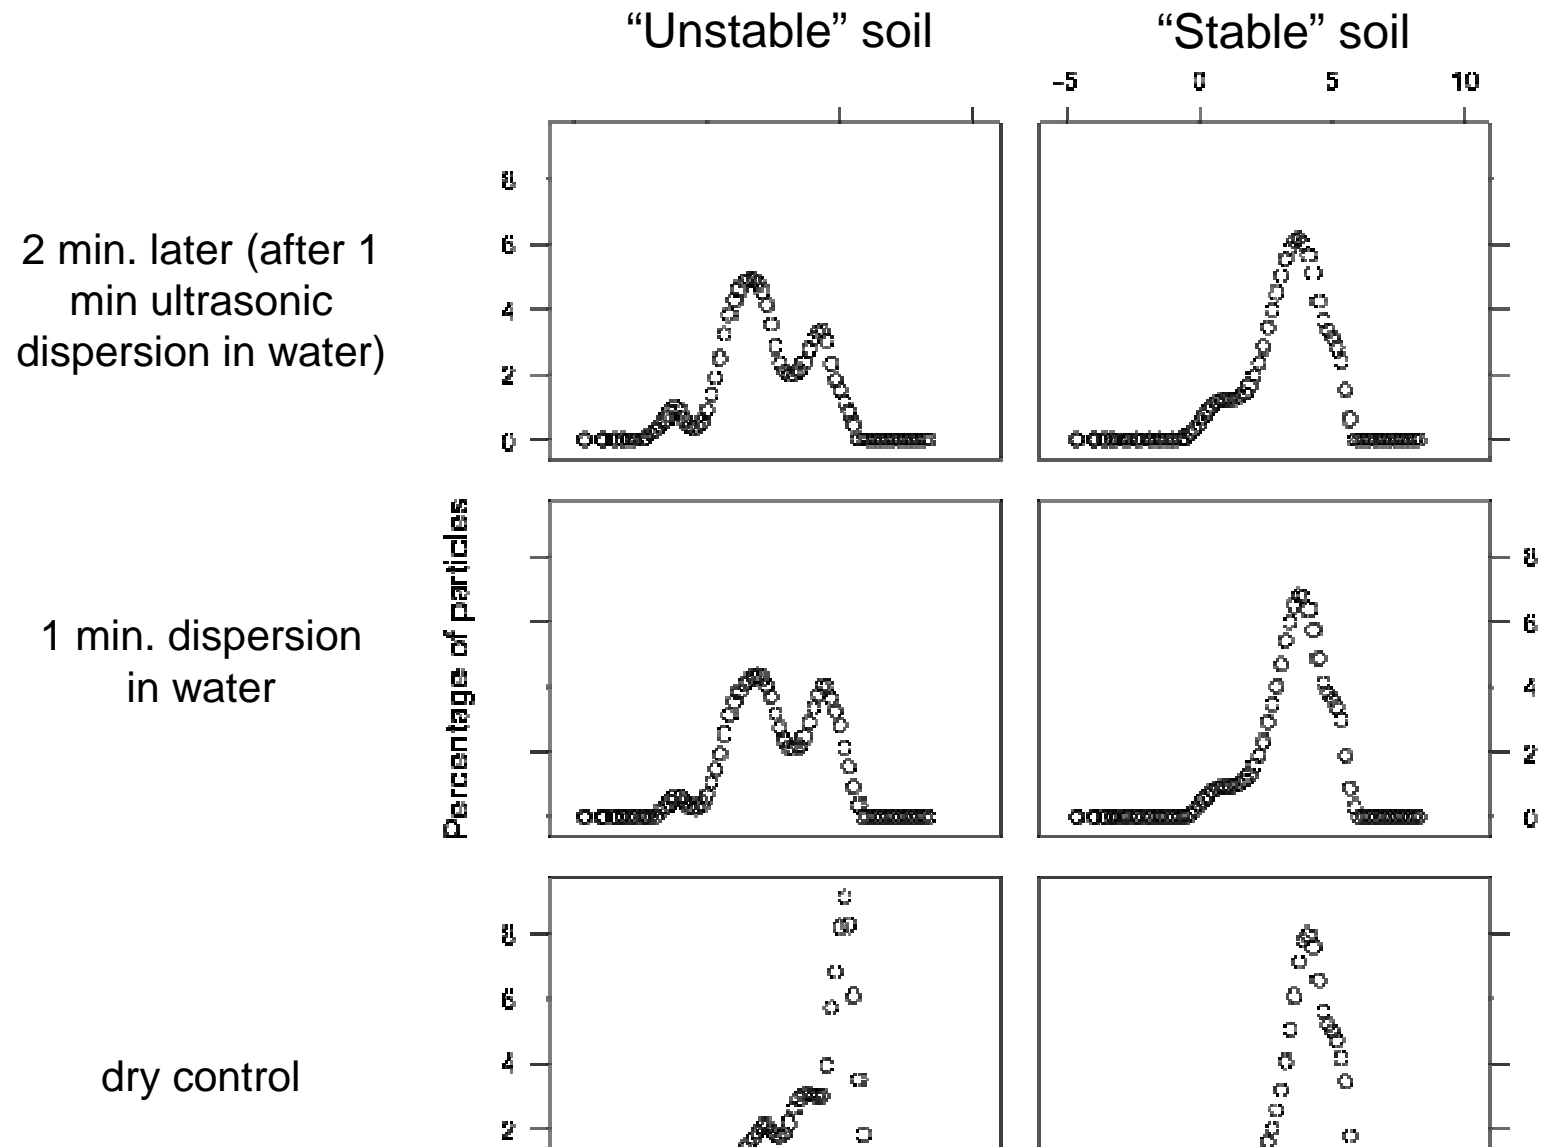 “Unstable” soil
“Stable” soil
-5 0 5 10
2 min. later (after 1
min ultrasonic
dispersion in water)
8
6
4
2
0
1 min. dispersion
in water
Percentage of particles
8
6
4
2
0
dry control
8
6
4
2